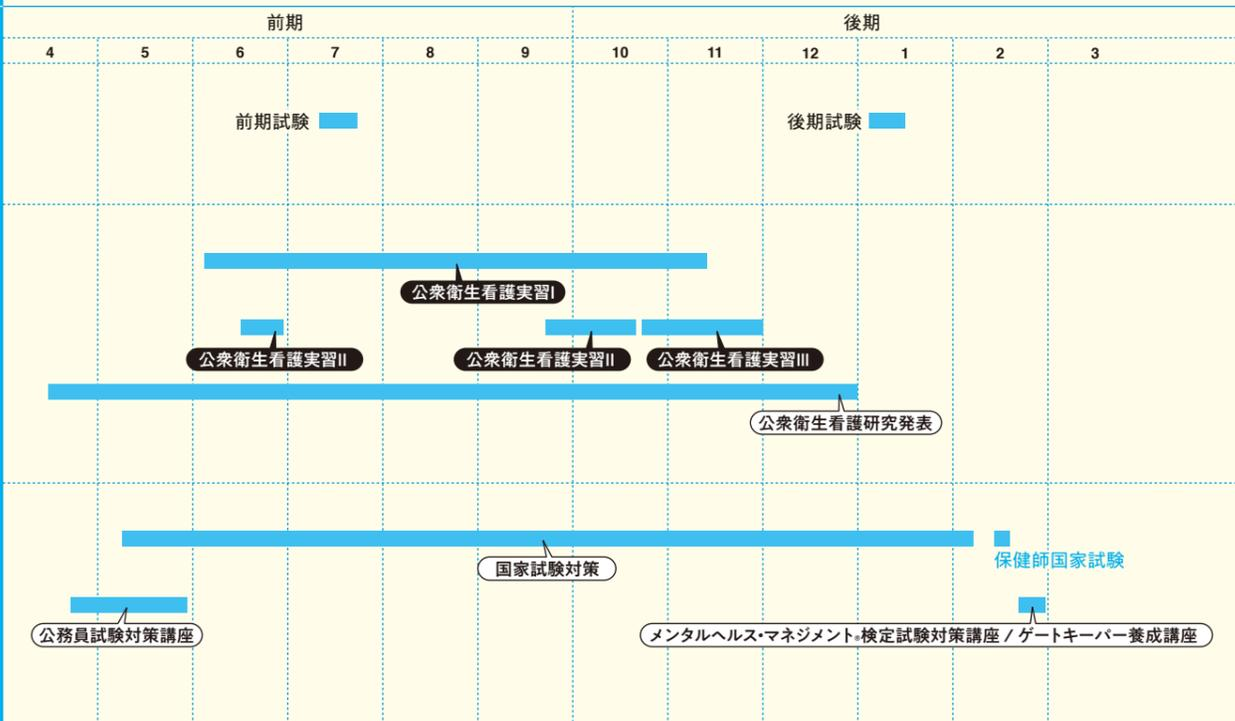 前期 後期
4 5 6 7 8 9 10 11 12 1 2 3
前期試験 後期試験
公衆衛生看護実習I
公衆衛生看護実習II 公衆衛生看護実習II 公衆衛生看護実習III
公衆衛生看護研究発表
国家試験対策
保健師国家試験
公務員試験対策講座
メンタルヘルス・マネジメント®検定試験対策講座 / ゲートキーパー養成講座